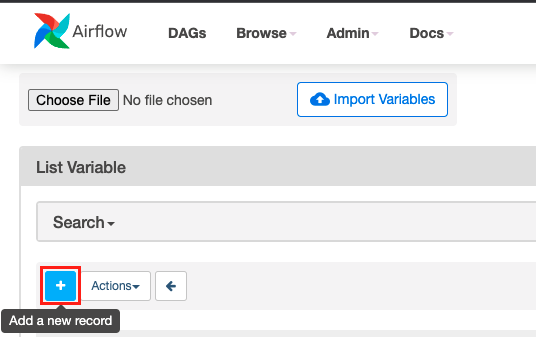 Airflow DAGs Browse Admin Docs
Choose File No file chosen Import Variables
List Variable
Search
+ Actions
Add a new record